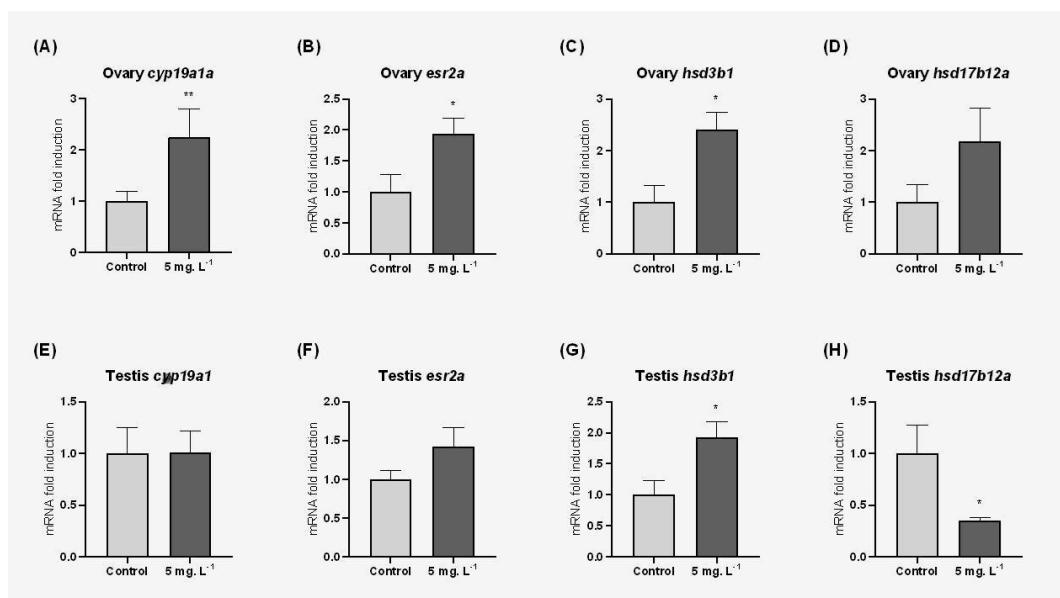 (A)
Ovary cyp19a1a
mRNA fold induction
3
2
1
0
**
Control 5 mg. L⁻¹
(B)
Ovary esr2a
mRNA fold induction
2.5
2.0
1.5
1.0
0.5
0.0
*
Control 5 mg. L⁻¹
(C)
Ovary hsd3b1
mRNA fold induction
3
2
1
0
*
Control 5 mg. L⁻¹
(D)
Ovary hsd17b12a
mRNA fold induction
3
2
1
0
Control 5 mg. L⁻¹
(E)
Testis cyp19a1
mRNA fold induction
1.5
1.0
0.5
0.0
Control 5 mg. L⁻¹
(F)
Testis esr2a
mRNA fold induction
2.0
1.5
1.0
0.5
0.0
Control 5 mg. L⁻¹
(G)
Testis hsd3b1
mRNA fold induction
2.5
2.0
1.5
1.0
0.5
0.0
*
Control 5 mg. L⁻¹
(H)
Testis hsd17b12a
mRNA fold induction
1.5
1.0
0.5
0.0
*
Control 5 mg. L⁻¹